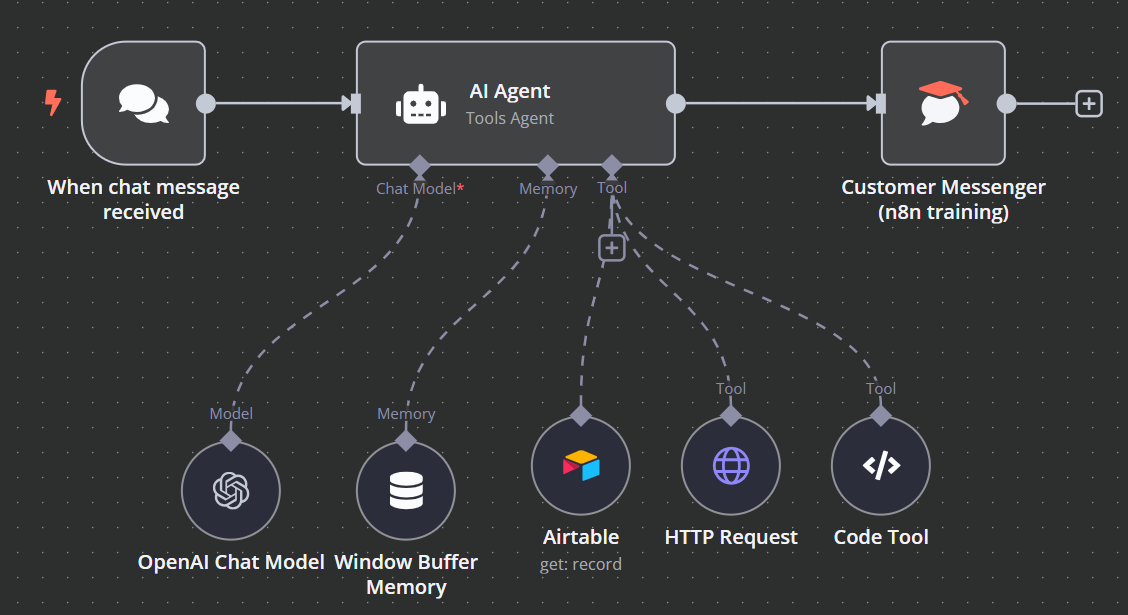 AI Agent
Tools Agent
Chat Model*
Memory
Tool
When chat message
received
Customer Messenger
(n8n training)
Model
Memory
Tool
Tool
OpenAI Chat Model
Window Buffer
Memory
Airtable
get: record
HTTP Request
Code Tool